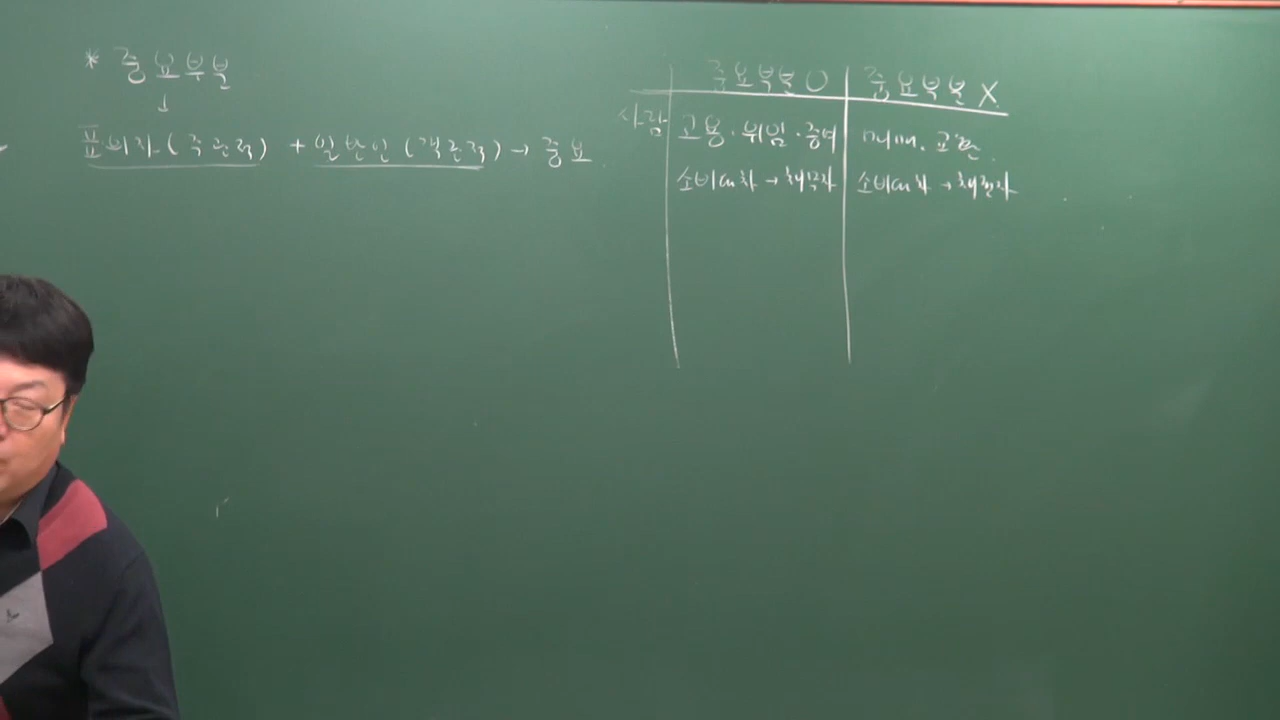 * 중요부분
↓
표의자(주관적) + 일반인(객관적) → 중요.
중요부분 O 중요부분 X
사람 고용·위임·증여 매매. 교환.
소비대차 → 채무자 소비대차 → 채권자